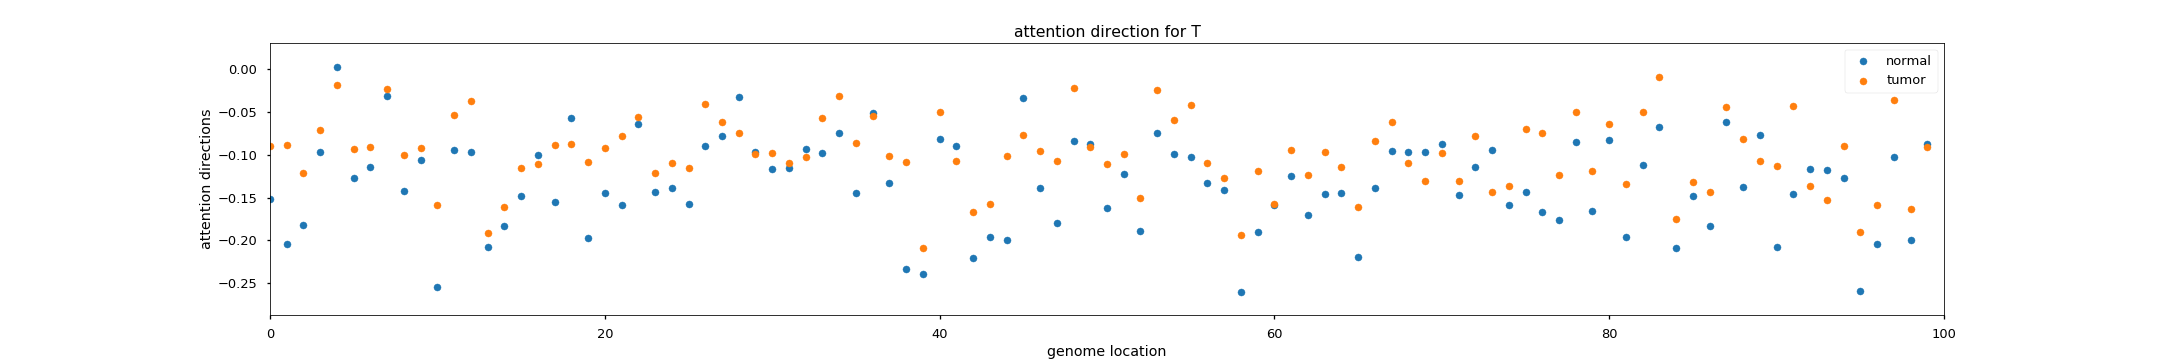 attention direction for T
normal
tumor
attention directions
0.00
−0.05
−0.10
−0.15
−0.20
−0.25
0
20
40
60
80
100
genome location